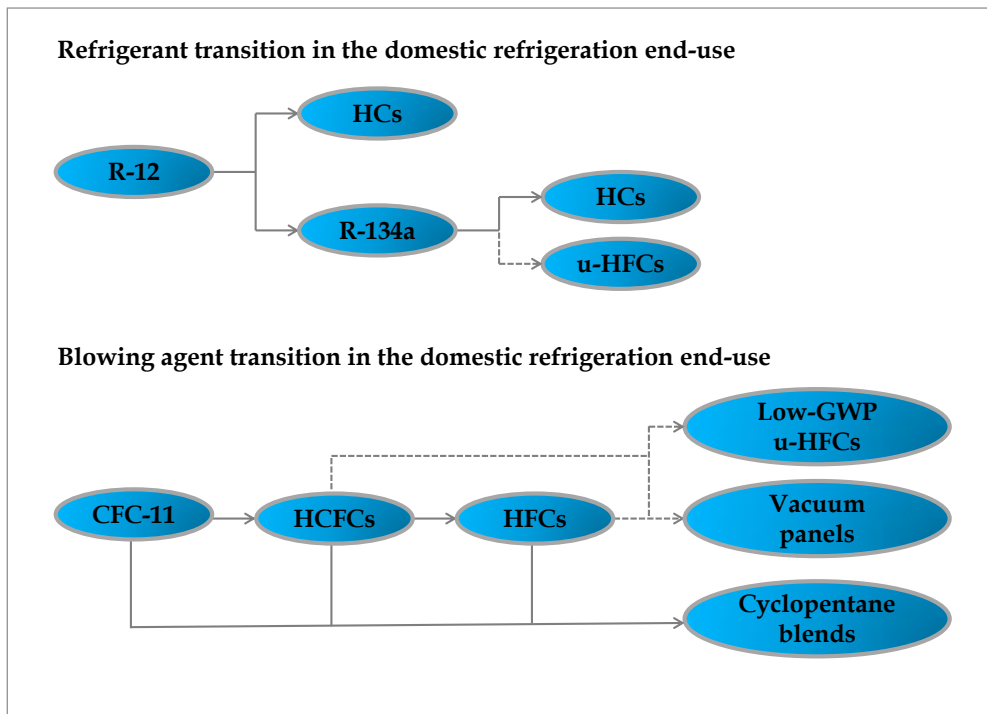 Refrigerant transition in the domestic refrigeration end-use
HCs
R-12
HCs
R-134a
u-HFCs
Blowing agent transition in the domestic refrigeration end-use
Low-GWP
u-HFCs
CFC-11
HCFCs
HFCs
Vacuum
panels
Cyclopentane
blends